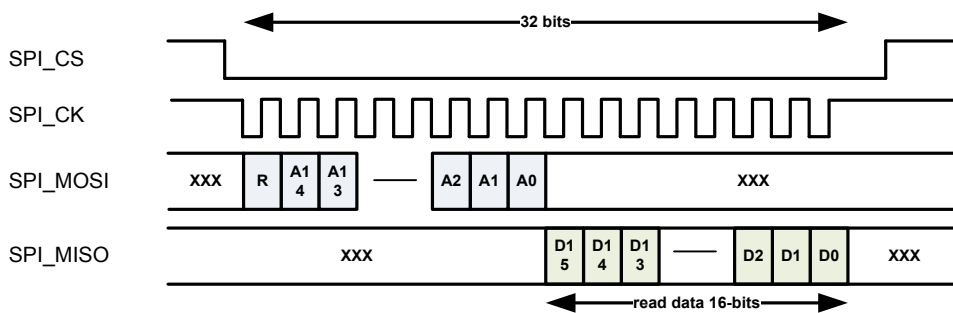 32 bits
SPI_CS
SPI_CK
SPI_MOSI XXX R A1 4 A1 3 A2 A1 A0 XXX
SPI_MISO XXX D1 5 D1 4 D1 3 D2 D1 D0 XXX
read data 16-bits